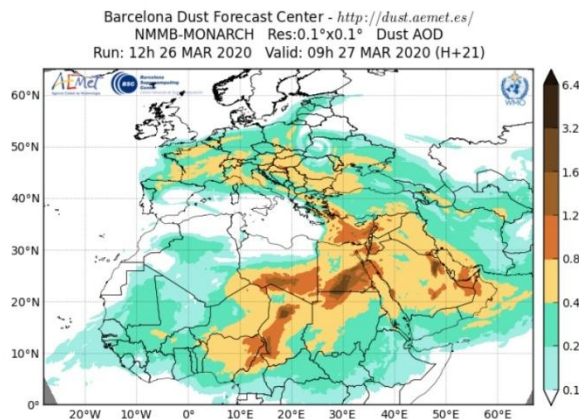 Barcelona Dust Forecast Center - http://dust.aemet.es/
NMMB-MONARCH Res:0.1°x0.1° Dust AOD
Run: 12h 26 MAR 2020 Valid: 09h 27 MAR 2020 (H+21)
AEMet
BSC
WMO
60°N
50°N
40°N
30°N
20°N
10°N
0°
20°W
10°W
0°
10°E
20°E
30°E
40°E
50°E
60°E
6.4
3.2
1.6
1.2
0.8
0.4
0.2
0.1